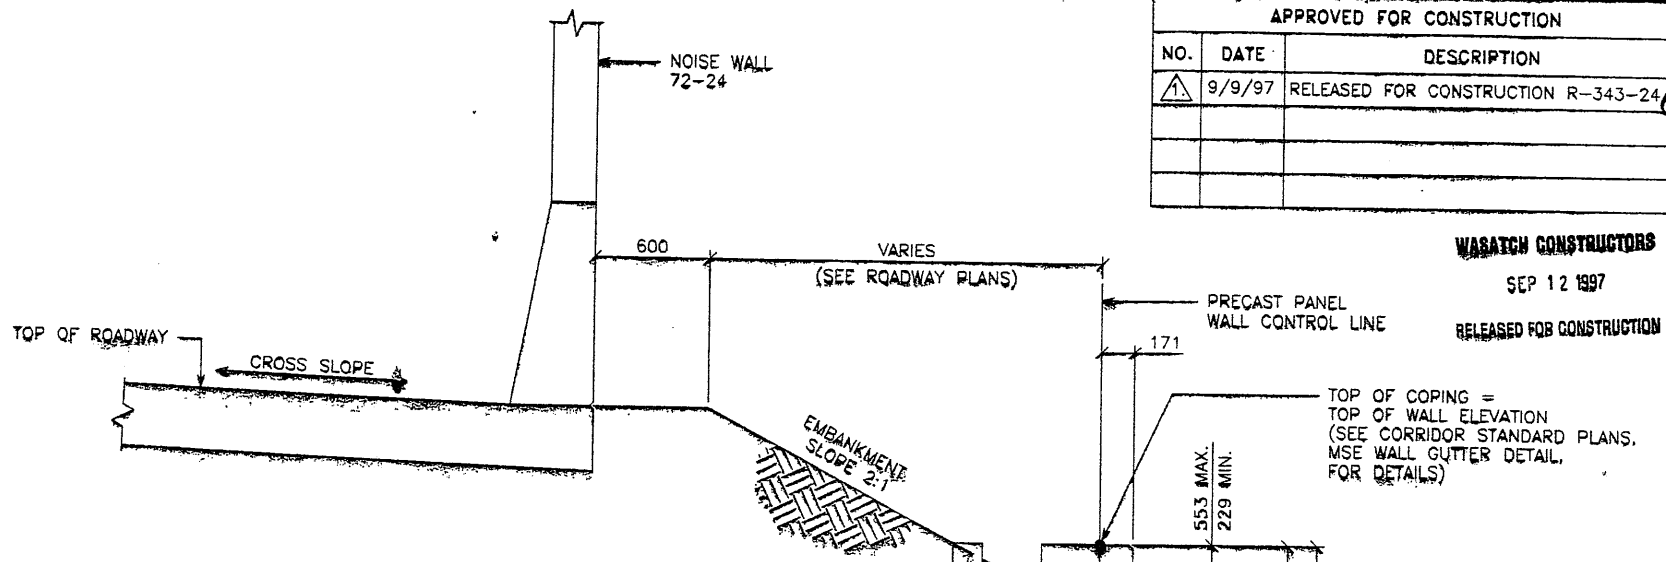 APPROVED FOR CONSTRUCTION
NO. DATE DESCRIPTION
1 9/9/97 RELEASED FOR CONSTRUCTION R-343-24
NOISE WALL
72-24
WASATCH CONSTRUCTORS
SEP 12 1997
RELEASED FOR CONSTRUCTION
600
VARIES
(SEE ROADWAY PLANS)
PRECAST PANEL
WALL CONTROL LINE
171
TOP OF ROADWAY
CROSS SLOPE
TOP OF COPING =
TOP OF WALL ELEVATION
(SEE CORRIDOR STANDARD PLANS,
MSE WALL GUTTER DETAIL,
FOR DETAILS)
EMBANKMENT
SLOPE 2:1
553 MAX.
229 MIN.